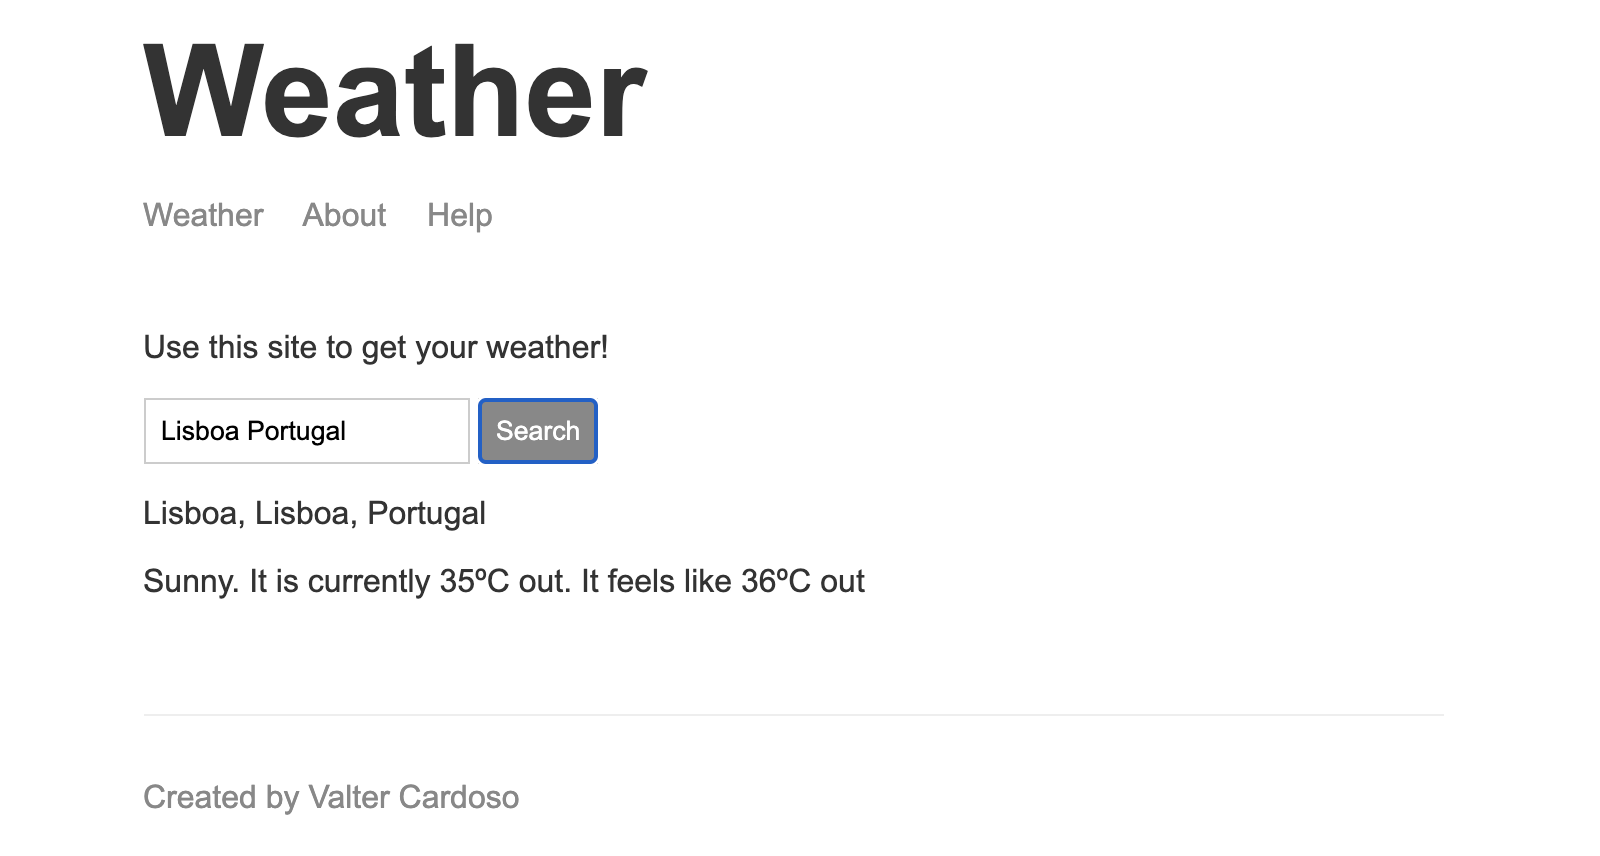 Weather
Weather About Help
Use this site to get your weather!
Lisboa Portugal Search
Lisboa, Lisboa, Portugal
Sunny. It is currently 35ºC out. It feels like 36ºC out
Created by Valter Cardoso